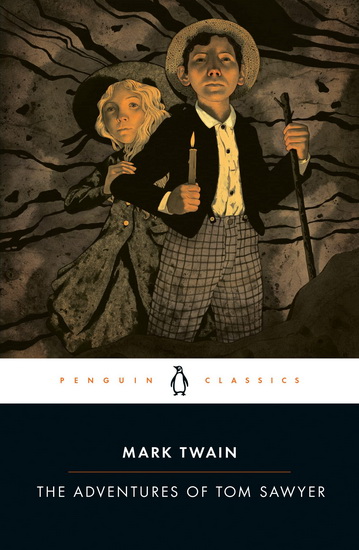 PENGUIN CLASSICS
MARK TWAIN
THE ADVENTURES OF TOM SAWYER